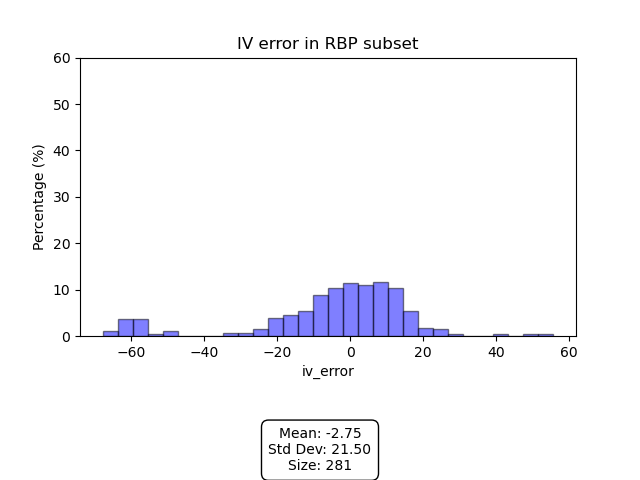 IV error in RBP subset
Percentage (%)
60
50
40
30
20
10
0
−60
−40
−20
0
20
40
60
iv_error
Mean: -2.75
Std Dev: 21.50
Size: 281